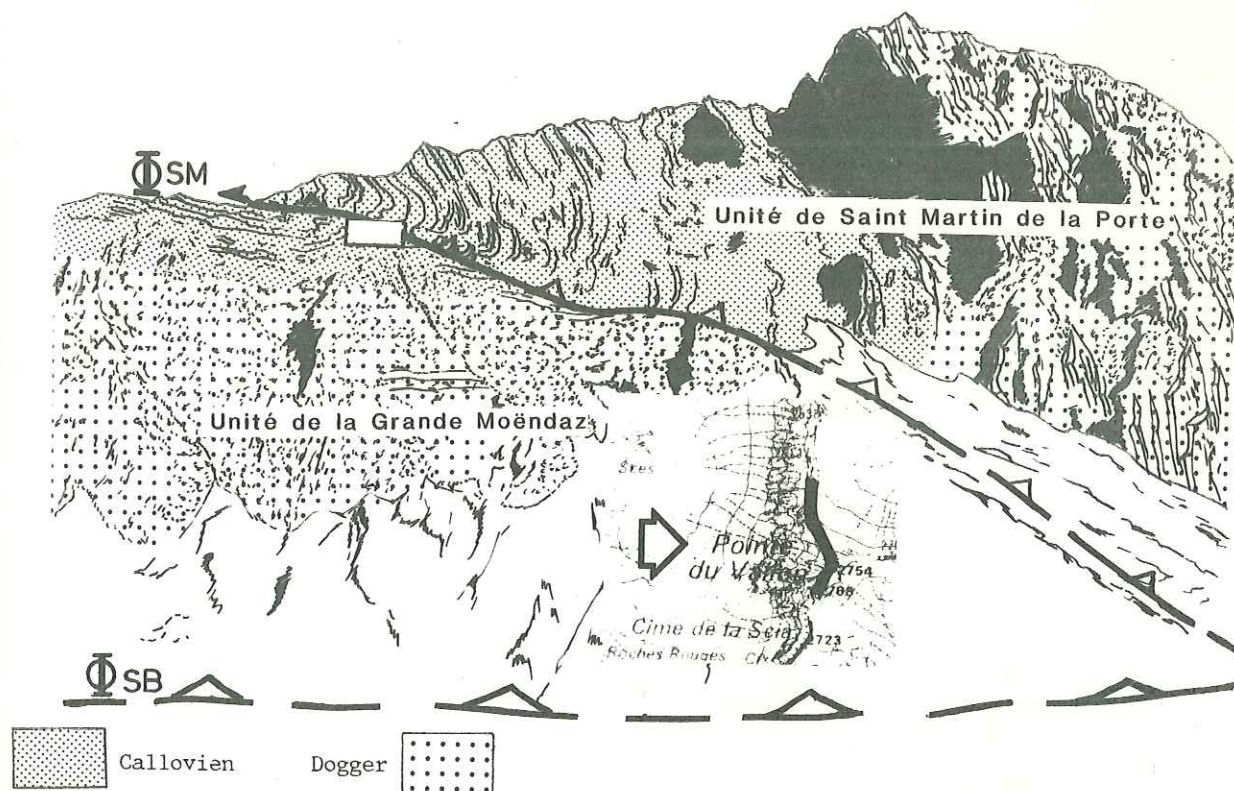 ΦSM
Unité de Saint Martin de la Porte
Unité de la Grande Moëndaz
Pointe
du Vallon
2754
Cime de la Scia
2723
Roches Rouges
ΦSB
Callovien
Dogger